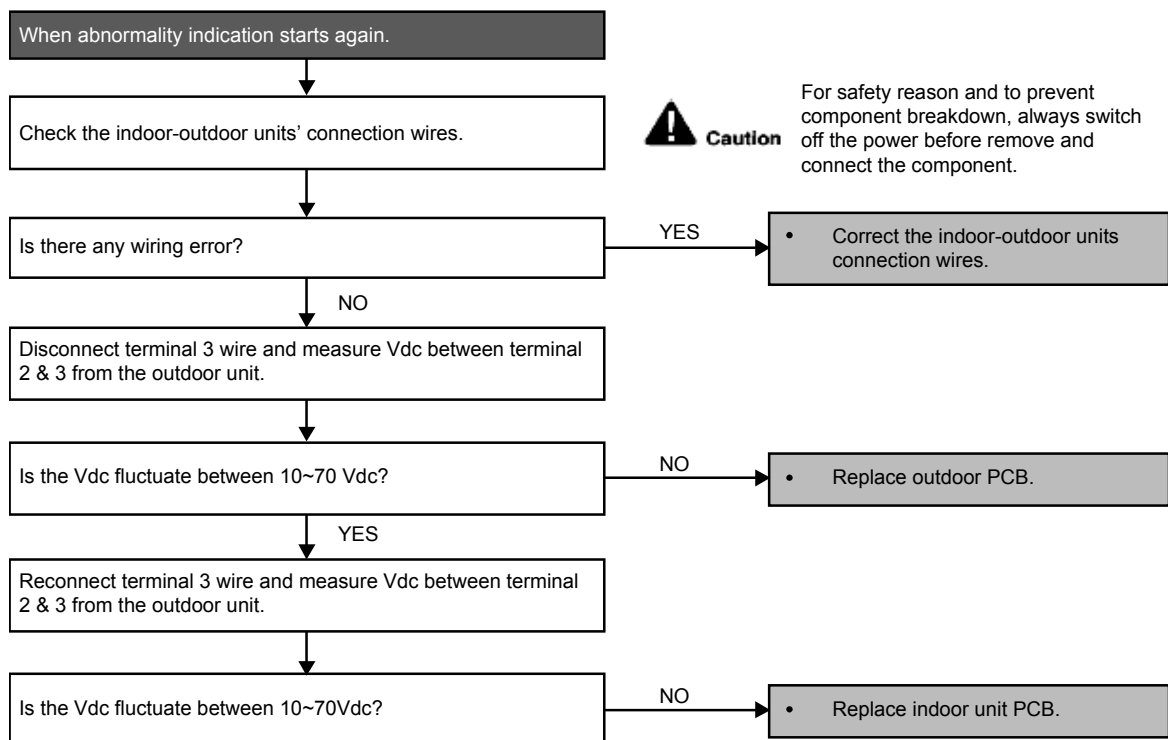 When abnormality indication starts again.
Check the indoor-outdoor units’ connection wires.
Caution
For safety reason and to prevent
component breakdown, always switch
off the power before remove and
connect the component.
Is there any wiring error?
YES
• Correct the indoor-outdoor units
connection wires.
NO
Disconnect terminal 3 wire and measure Vdc between terminal
2 & 3 from the outdoor unit.
Is the Vdc fluctuate between 10~70 Vdc?
NO
• Replace outdoor PCB.
YES
Reconnect terminal 3 wire and measure Vdc between terminal
2 & 3 from the outdoor unit.
Is the Vdc fluctuate between 10~70Vdc?
NO
• Replace indoor unit PCB.